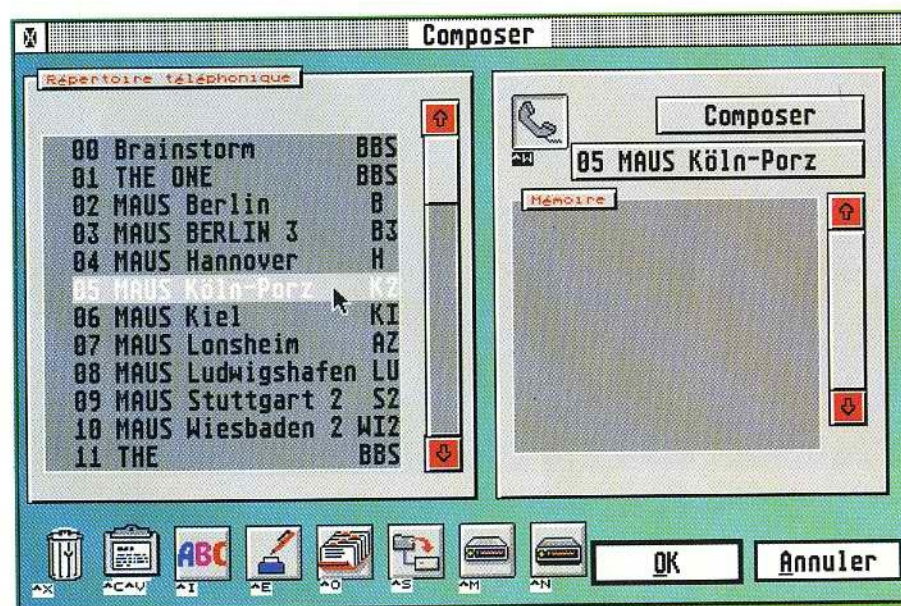 Composer
Répertoire téléphonique
00 Brainstorm BBS
01 THE ONE BBS
02 MAUS Berlin B
03 MAUS BERLIN 3 B3
04 MAUS Hannover H
05 MAUS Köln-Porz K2
06 MAUS Kiel KI
07 MAUS Lonsheim AZ
08 MAUS Ludwigshafen LU
09 MAUS Stuttgart 2 S2
10 MAUS Wiesbaden 2 WI2
11 THE BBS
Composer
^W
05 MAUS Köln-Porz
Mémoire
ABC
^X ^C^V ^I ^E ^O ^S ^M ^N
OK
Annuler